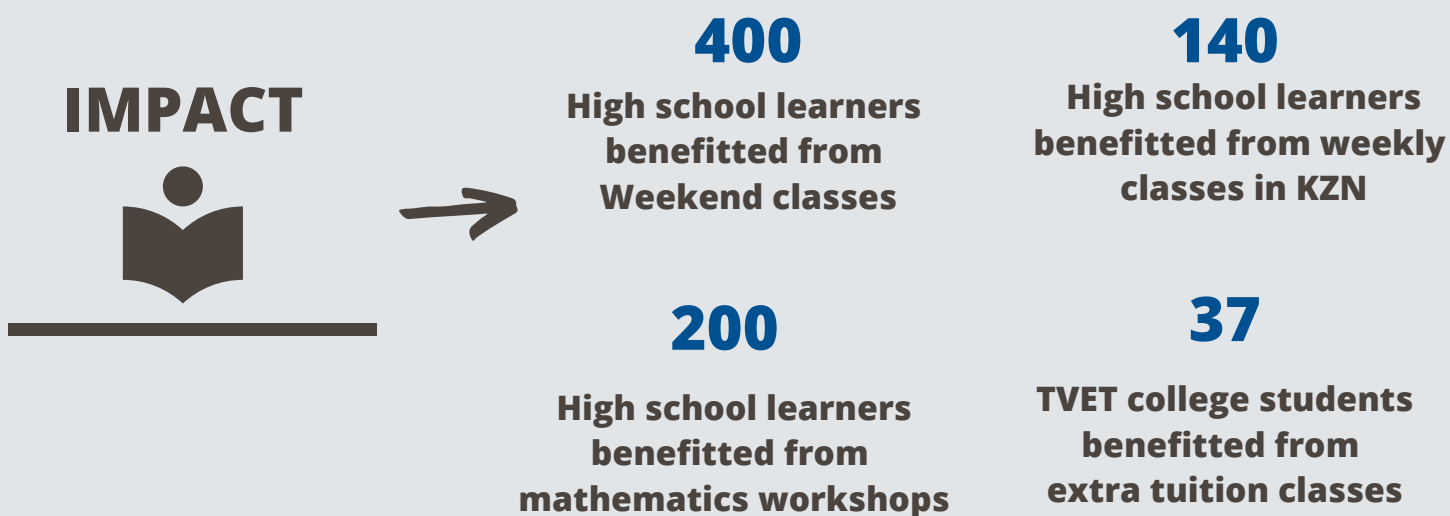 IMPACT
400
High school learners
benefitted from
Weekend classes
140
High school learners
benefitted from weekly
classes in KZN
200
High school learners
benefitted from
mathematics workshops
37
TVET college students
benefitted from
extra tuition classes